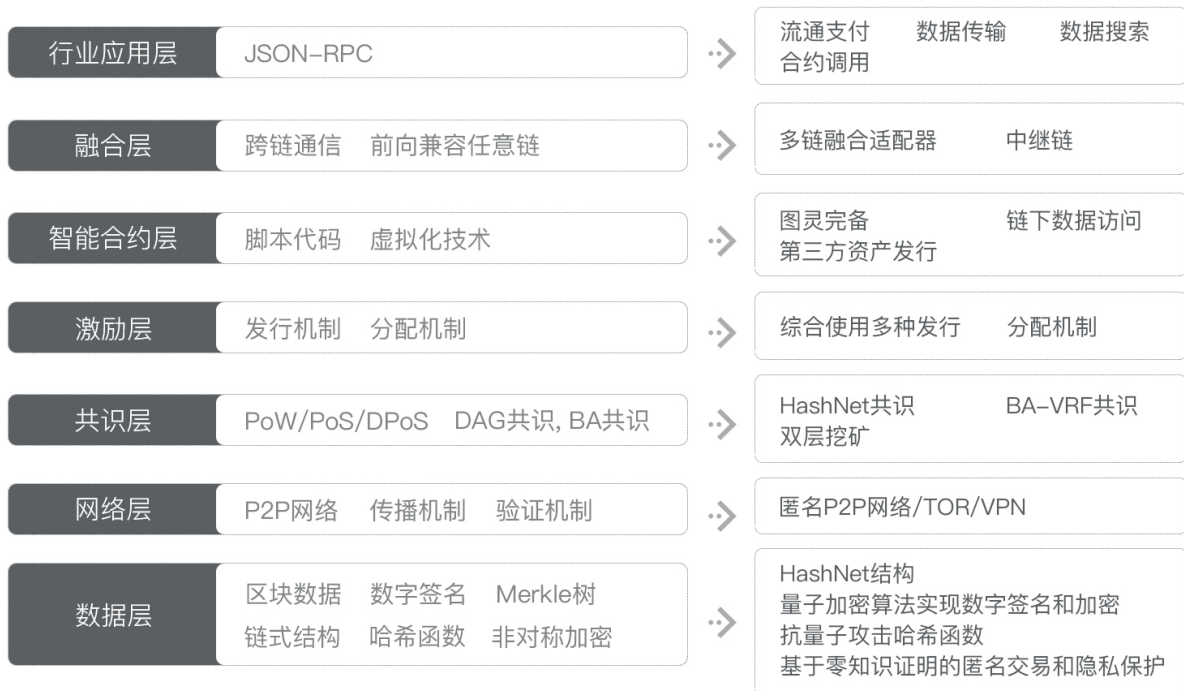 行业应用层 JSON-RPC 流通支付 数据传输 数据搜索
合约调用
融合层 跨链通信 前向兼容任意链 多链融合适配器 中继链
智能合约层 脚本代码 虚拟化技术 图灵完备 链下数据访问
第三方资产发行
激励层 发行机制 分配机制 综合使用多种发行 分配机制
共识层 PoW/PoS/DPoS DAG共识, BA共识 HashNet共识 BA-VRF共识
双层挖矿
网络层 P2P网络 传播机制 验证机制 匿名P2P网络/TOR/VPN
数据层
区块数据 数字签名 Merkle树
链式结构 哈希函数 非对称加密
HashNet结构
量子加密算法实现数字签名和加密
抗量子攻击哈希函数
基于零知识证明的匿名交易和隐私保护